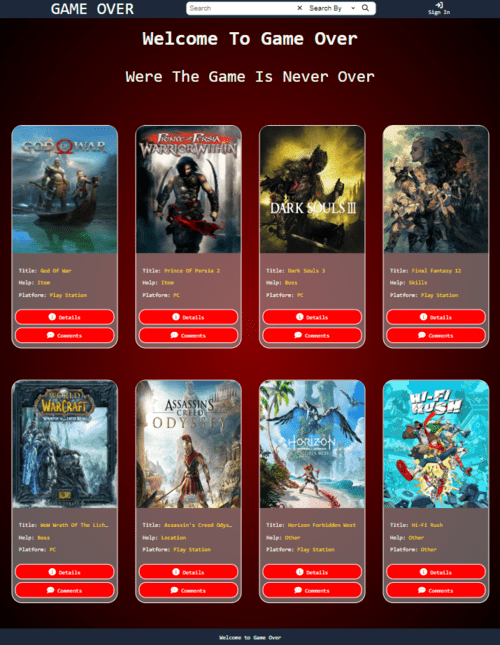 GAME OVER
Search
Search By
Sign In
Welcome To Game Over
Were The Game Is Never Over
GOD WAR
PRINCE of PERSIA
WARRIOR WITHIN
DARK SOULS III
Title: God Of War
Help: Item
Platform: Play Station
Details
Comments
Title: Prince Of Persia 2
Help: Item
Platform: PC
Details
Comments
Title: Dark Souls 3
Help: Boss
Platform: PC
Details
Comments
Title: Final Fantasy 12
Help: Skills
Platform: Play Station
Details
Comments
WORLD
WARCRAFT
BLIZZARD
ASSASSIN'S
CREED
ODYSSEY
HORIZON
FORBIDDEN WEST
HI-FI
RUSH
Title: WoW Wrath Of The Lich…
Help: Boss
Platform: PC
Details
Comments
Title: Assassin's Creed Odys…
Help: Location
Platform: Play Station
Details
Comments
Title: Horizon Forbidden West
Help: Other
Platform: Play Station
Details
Comments
Title: Hi-Fi Rush
Help: Other
Platform: Other
Details
Comments
Welcome to Game Over